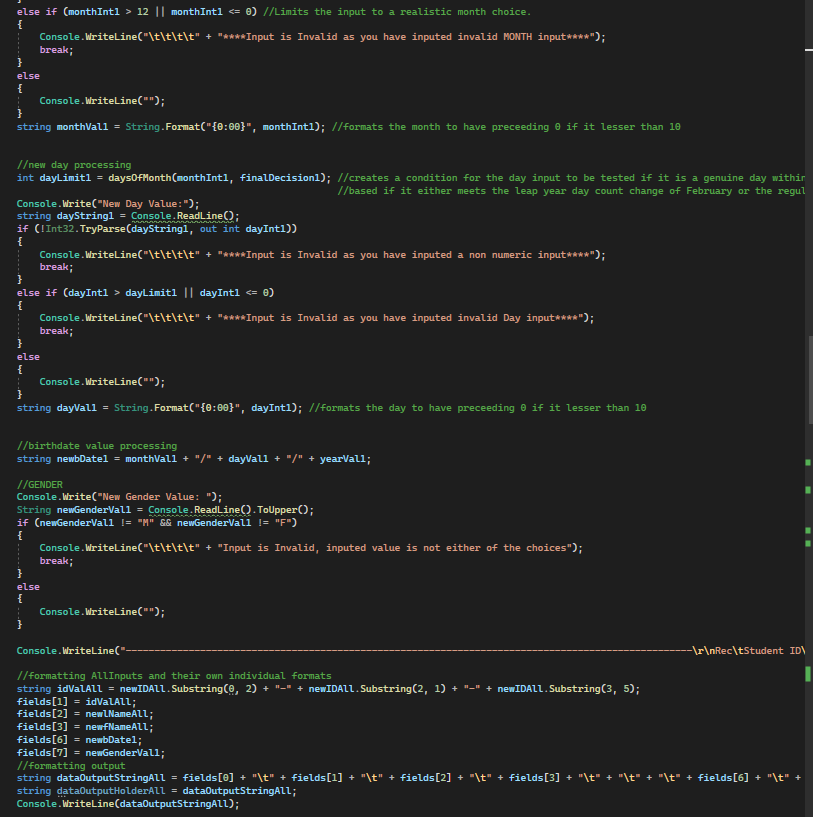 }
else if (monthInt1 > 12 || monthInt1 <= 0) //Limits the input to a realistic month choice.
{
Console.WriteLine("\t\t\t\t" + "****Input is Invalid as you have inputed invalid MONTH input****");
break;
}
else
{
Console.WriteLine("");
}
string monthVal1 = String.Format("{0:00}", monthInt1); //formats the month to have preceeding 0 if it lesser than 10
//new day processing
int dayLimit1 = daysOfMonth(monthInt1, finalDecision1); //creates a condition for the day input to be tested if it is a genuine day within
//based if it either meets the leap year day count change of February or the regul
Console.Write("New Day Value:");
string dayString1 = Console.ReadLine();
if (!Int32.TryParse(dayString1, out int dayInt1))
{
Console.WriteLine("\t\t\t\t" + "****Input is Invalid as you have inputed a non numeric input****");
break;
}
else if (dayInt1 > dayLimit1 || dayInt1 <= 0)
{
Console.WriteLine("\t\t\t\t" + "****Input is Invalid as you have inputed invalid Day input****");
break;
}
else
{
Console.WriteLine("");
}
string dayVal1 = String.Format("{0:00}", dayInt1); //formats the day to have preceeding 0 if it lesser than 10
//birthdate value processing
string newbDate1 = monthVal1 + "/" + dayVal1 + "/" + yearVal1;
//GENDER
Console.Write("New Gender Value: ");
String newGenderVal1 = Console.ReadLine().ToUpper();
if (newGenderVal1 != "M" && newGenderVal1 != "F")
{
Console.WriteLine("\t\t\t\t" + "Input is Invalid, inputed value is not either of the choices");
break;
}
else
{
Console.WriteLine("");
}
Console.WriteLine("---------------------------------------------------------------------------------------------------\r\nRec\tStudent ID\
//formatting AllInputs and their own individual formats
string idValAll = newIDAll.Substring(0, 2) + "-" + newIDAll.Substring(2, 1) + "-" + newIDAll.Substring(3, 5);
fields[1] = idValAll;
fields[2] = newlNameAll;
fields[3] = newfNameAll;
fields[6] = newbDate1;
fields[7] = newGenderVal1;
//formatting output
string dataOutputStringAll = fields[0] + "\t" + fields[1] + "\t" + fields[2] + "\t" + fields[3] + "\t" + "\t" + "\t" + fields[6] + "\t" +
string dataOutputHolderAll = dataOutputStringAll;
Console.WriteLine(dataOutputStringAll);